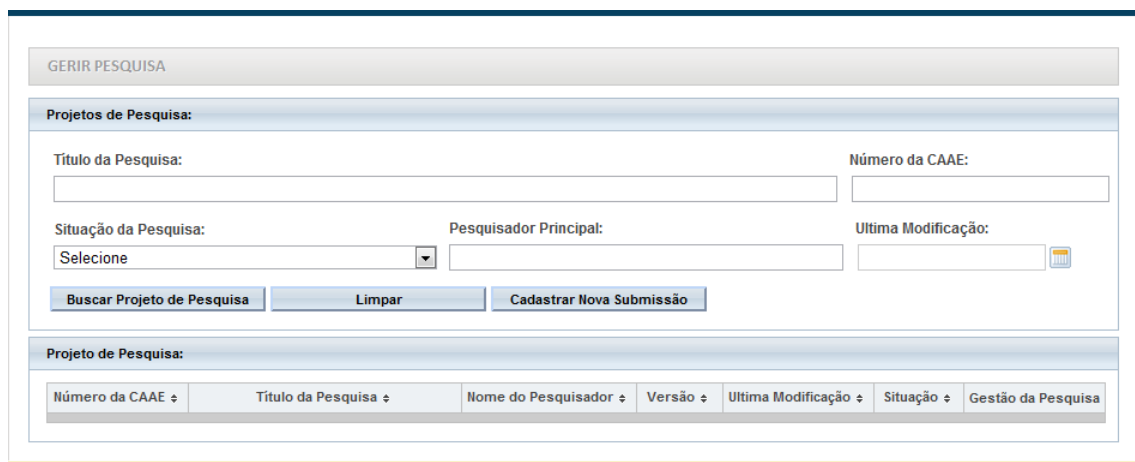 GERIR PESQUISA
Projetos de Pesquisa:
Título da Pesquisa: Número da CAAE:
Situação da Pesquisa: Pesquisador Principal: Ultima Modificação:
Selecione
Buscar Projeto de Pesquisa Limpar Cadastrar Nova Submissão
Projeto de Pesquisa:
Número da CAAE Título da Pesquisa Nome do Pesquisador Versão Ultima Modificação Situação Gestão da Pesquisa